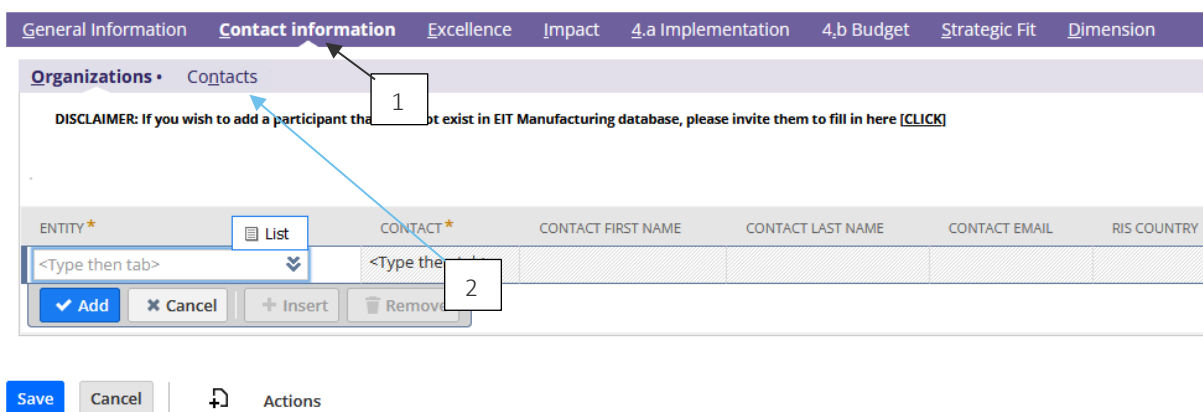 General Information Contact information Excellence Impact 4.a Implementation 4.b Budget Strategic Fit Dimension
Organizations • Contacts
1
DISCLAIMER: If you wish to add a participant tha ot exist in EIT Manufacturing database, please invite them to fill in here [CLICK]
ENTITY * CONTACT * CONTACT FIRST NAME CONTACT LAST NAME CONTACT EMAIL RIS COUNTRY
List
<Type then tab> <Type then
2
Add Cancel Insert Remove
Save Cancel Actions